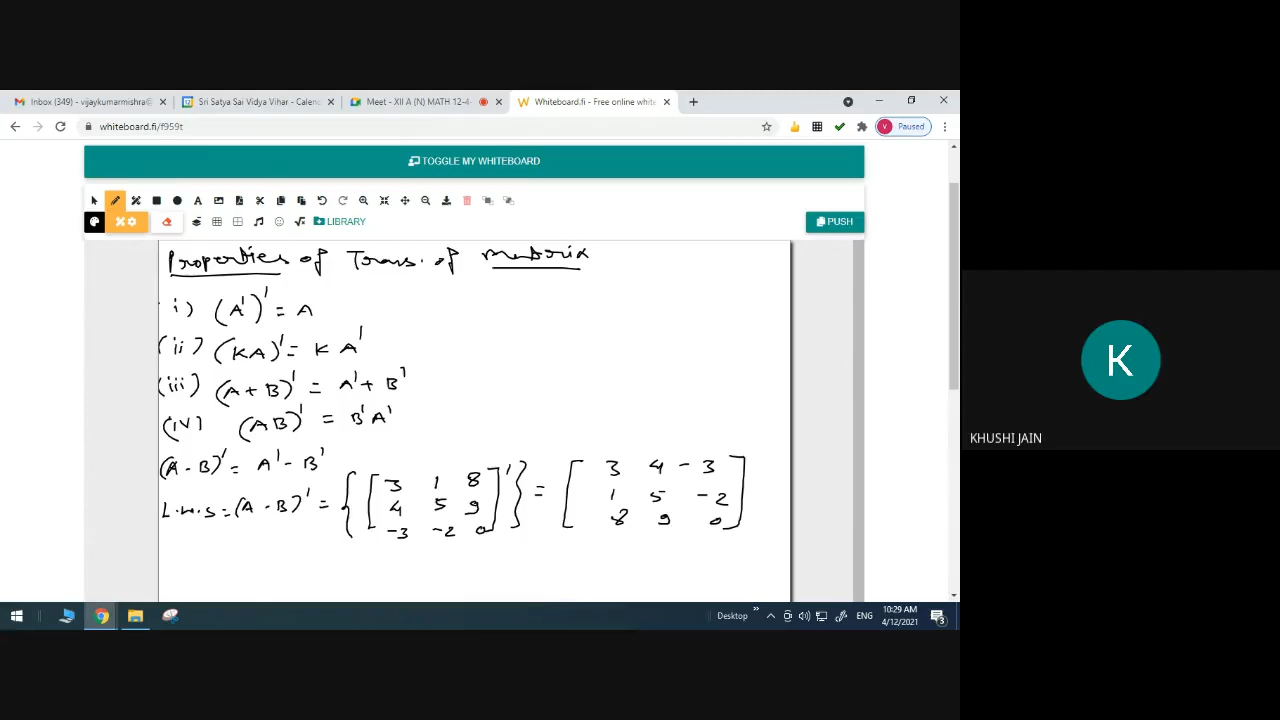 Inbox (349) - vijaykumarmishra@
Sri Satya Sai Vidya Vihar - Calenc
Meet - XII A (N) MATH 12-4-
Whiteboard.fi - Free online white
whiteboard.fi/f959t
V Paused
TOGGLE MY WHITEBOARD
LIBRARY
PUSH
Properties of Trans. of matrix
i) (A')' = A
(ii) (KA)' = K A'
(iii) (A + B)' = A' + B'
(iv) (AB)' = B'A'
(A - B)' = A' - B'
L.H.S = (A - B)' = { [ 3 1 8 ]' } = [ 3 4 -3 ]
4 5 9 1 5 -2
-3 -2 0 8 9 0
K
KHUSHI JAIN
Desktop
ENG
10:29 AM
4/12/2021
3